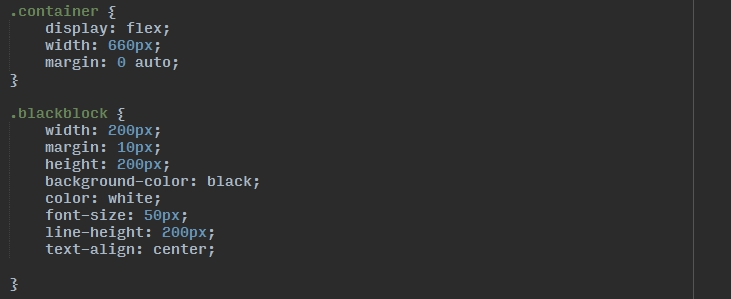 .container {
    display: flex;
    width: 660px;
    margin: 0 auto;
}
.blackblock {
    width: 200px;
    margin: 10px;
    height: 200px;
    background-color: black;
    color: white;
    font-size: 50px;
    line-height: 200px;
    text-align: center;
}